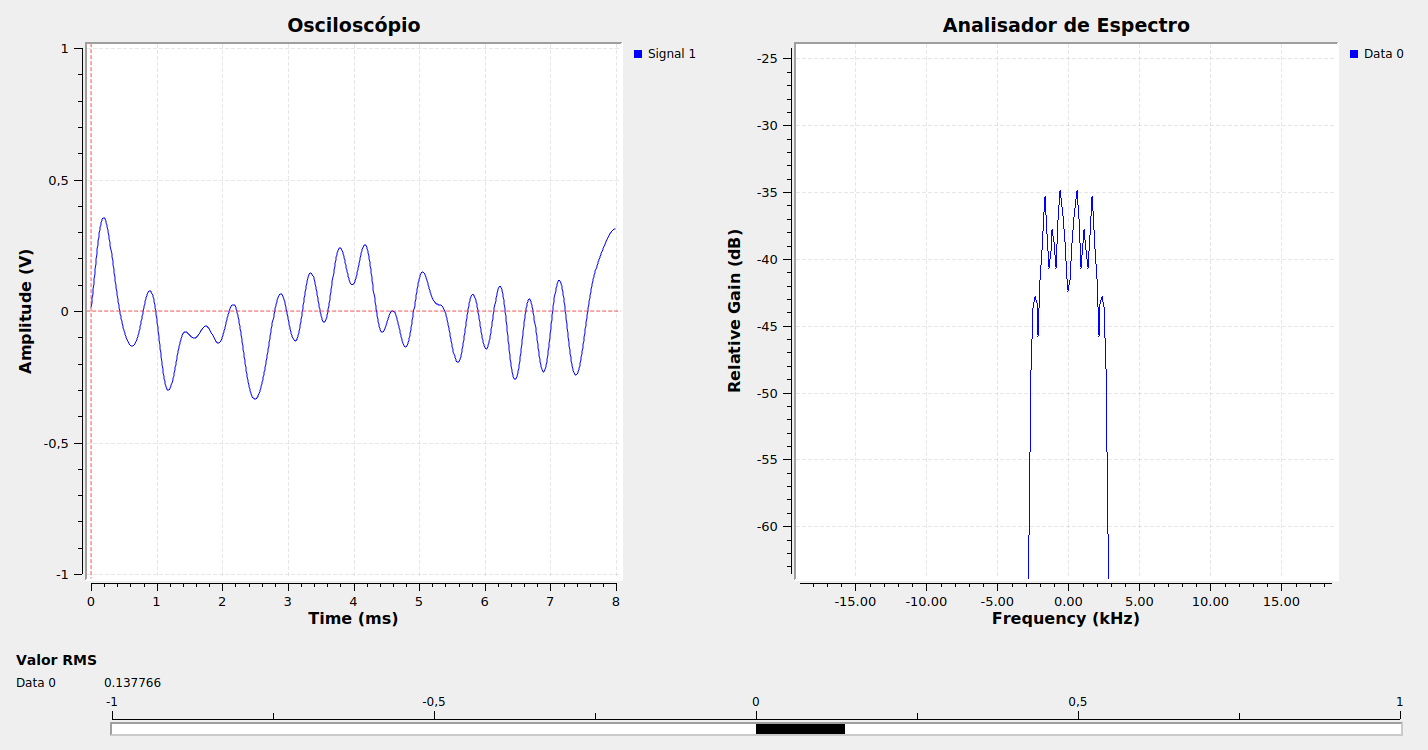 Osciloscópio
Signal 1
1
0,5
0
-0,5
-1
Amplitude (V)
0 1 2 3 4 5 6 7 8
Time (ms)
Analisador de Espectro
Data 0
-25
-30
-35
-40
-45
-50
-55
-60
Relative Gain (dB)
-15.00 -10.00 -5.00 0.00 5.00 10.00 15.00
Frequency (kHz)
Valor RMS
Data 0 0.137766
-1 -0,5 0 0,5 1